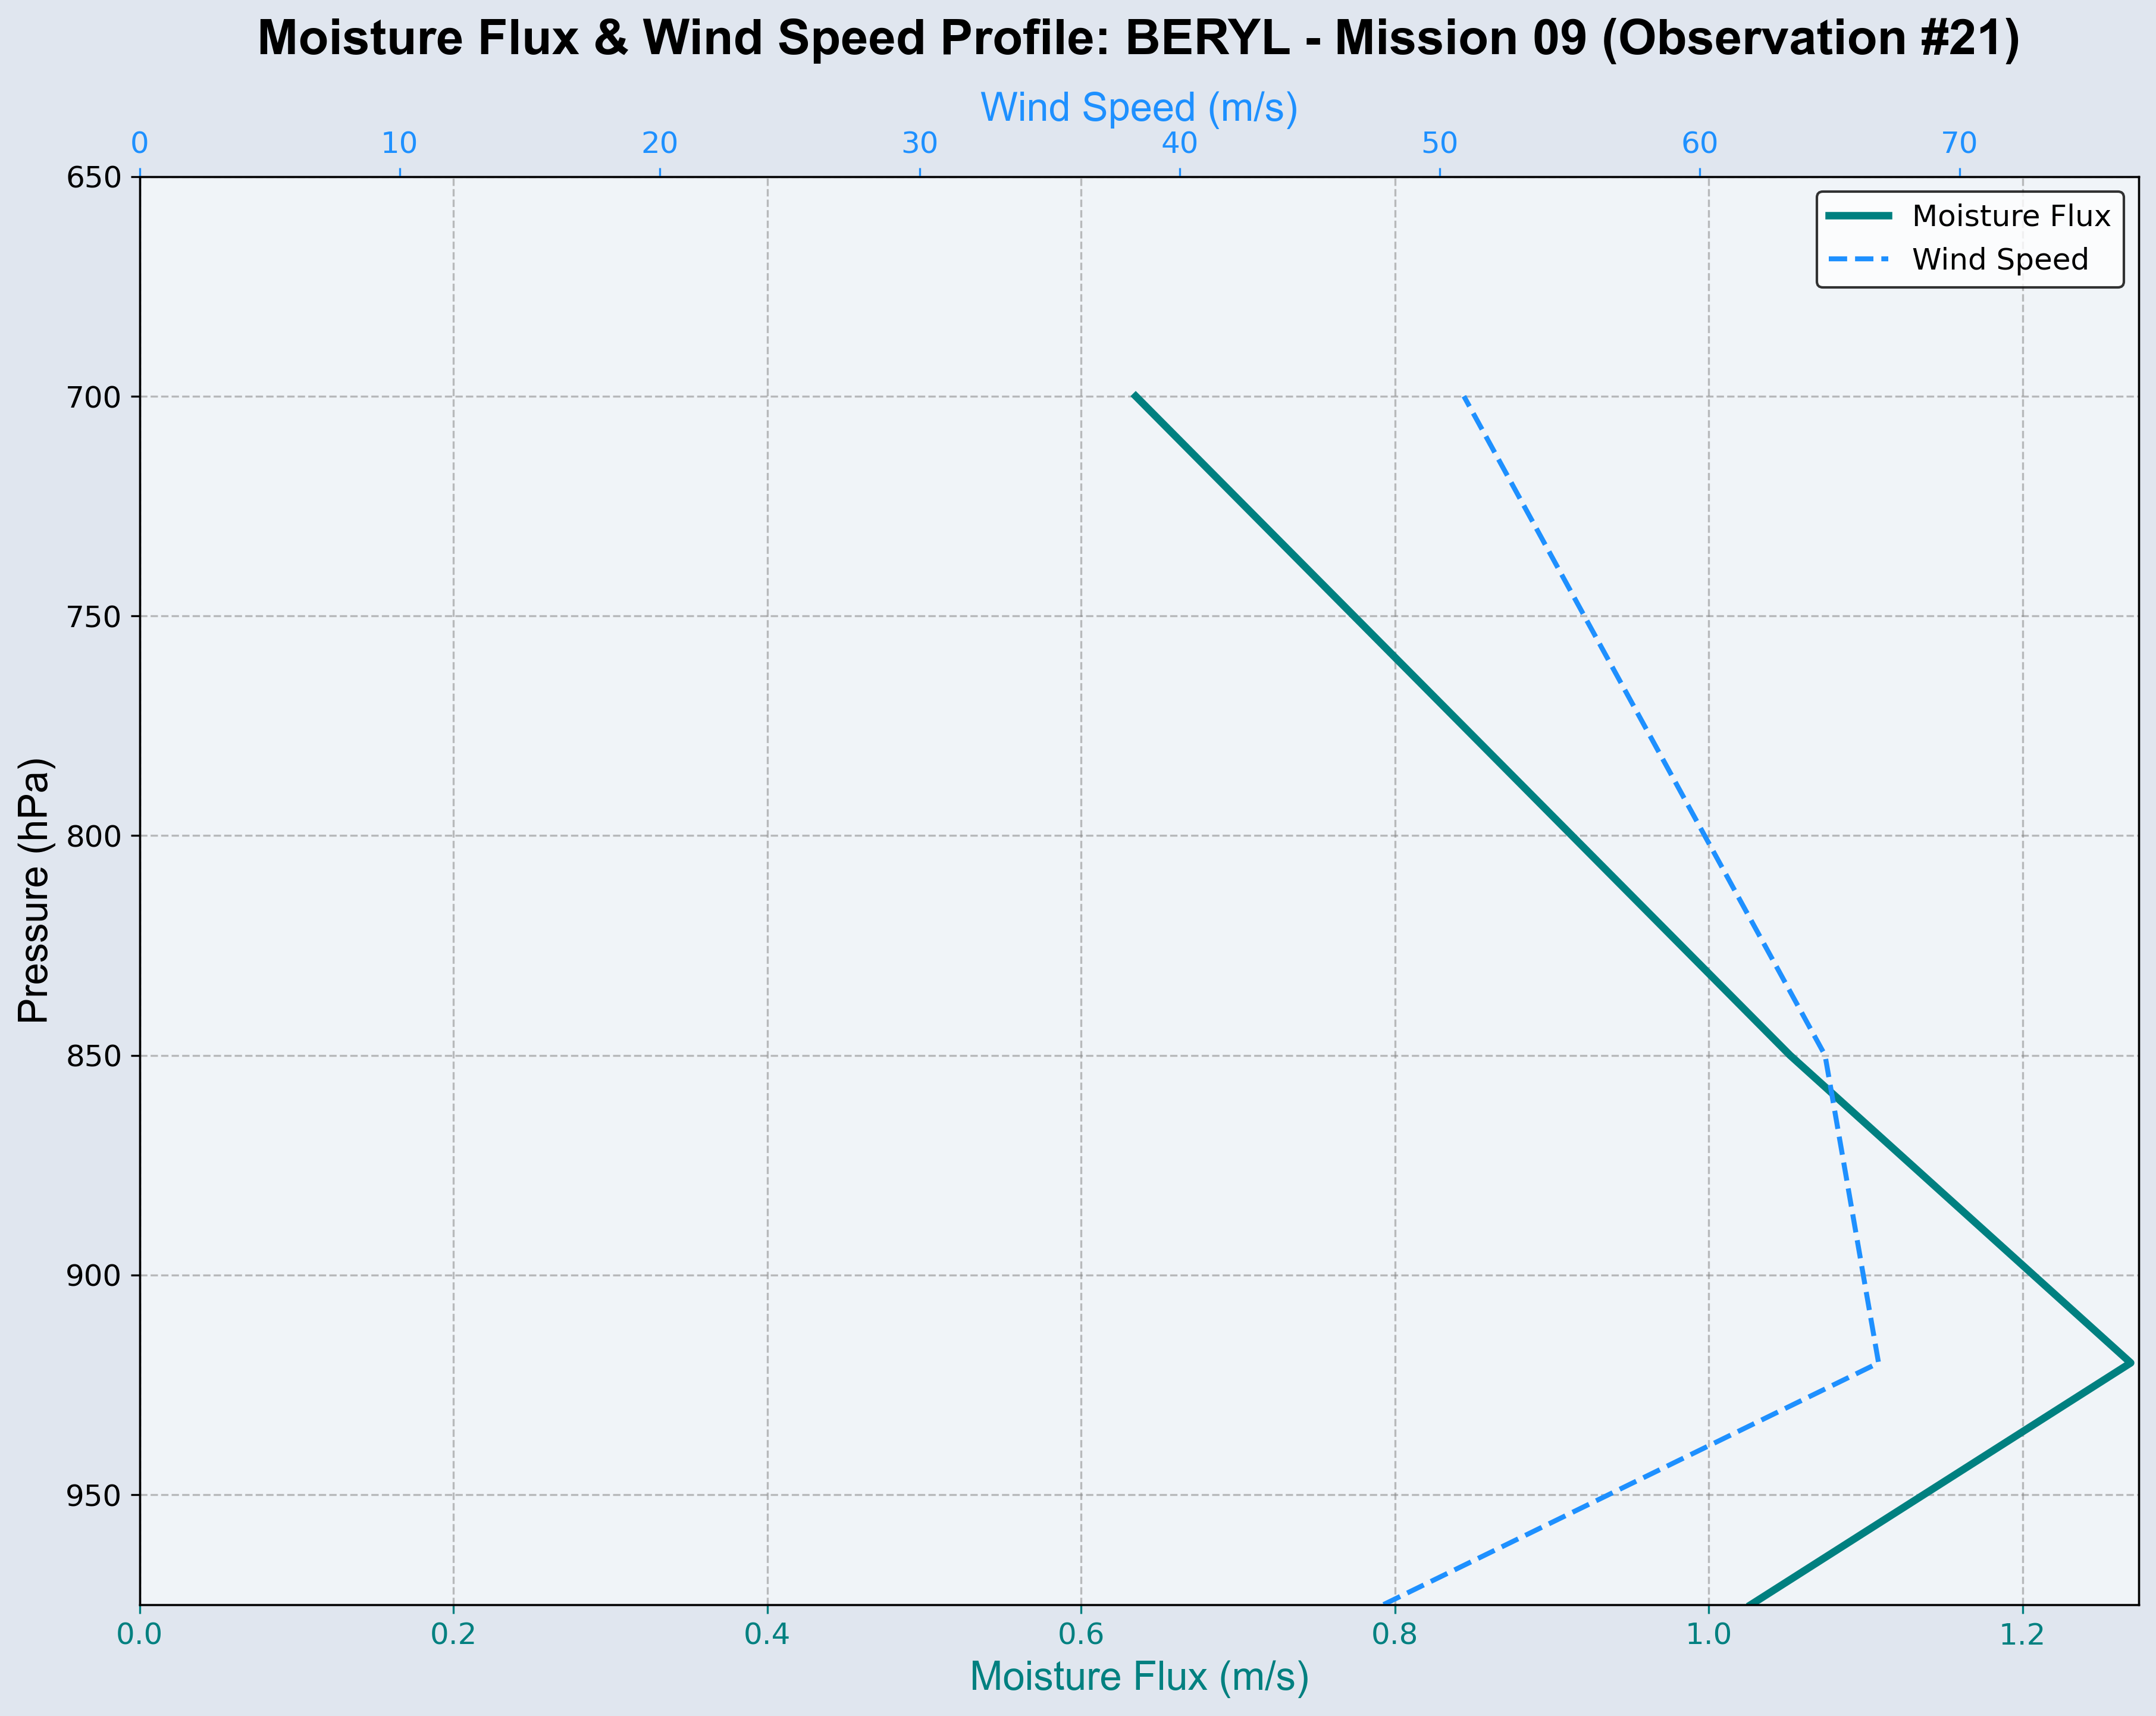 Moisture Flux & Wind Speed Profile: BERYL - Mission 09 (Observation #21)
Wind Speed (m/s)
0 10 20 30 40 50 60 70
Moisture Flux
Wind Speed
Pressure (hPa)
650
700
750
800
850
900
950
0.0 0.2 0.4 0.6 0.8 1.0 1.2
Moisture Flux (m/s)